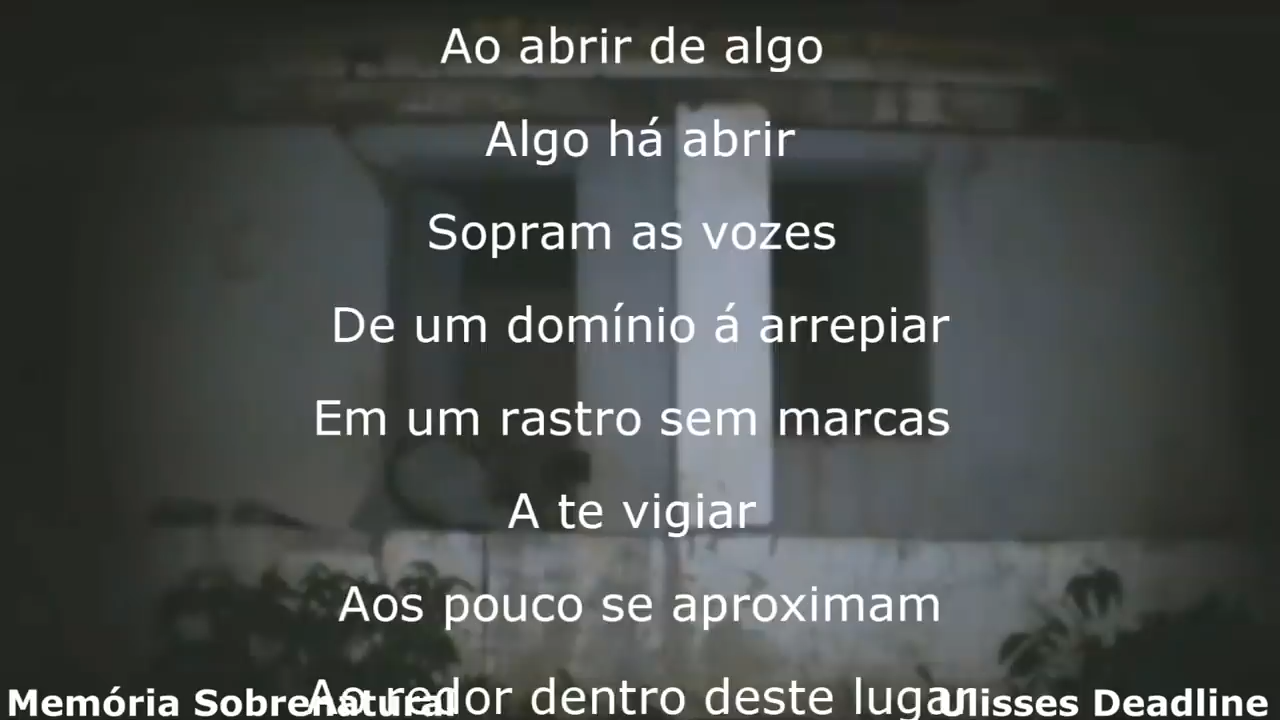 Ao abrir de algo
Algo há abrir
Sopram as vozes
De um domínio á arrepiar
Em um rastro sem marcas
A te vigiar
Aos pouco se aproximam
Ao redor dentro deste lugar
Memória Sobrenatural
Ulisses Deadline